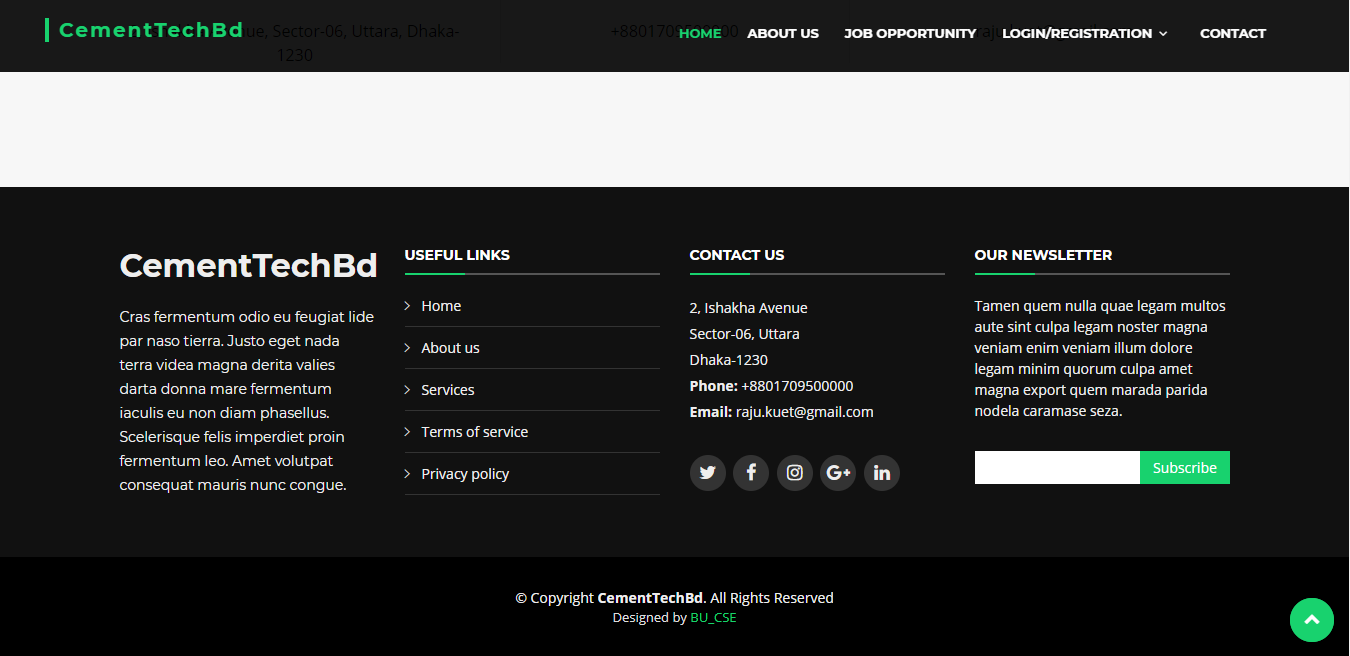 CementTechBd
ue, Sector-06, Uttara, Dhaka-
1230
HOME ABOUT US JOB OPPORTUNITY LOGIN/REGISTRATION CONTACT
CementTechBd
Cras fermentum odio eu feugiat lide
par naso tierra. Justo eget nada
terra videa magna derita valies
darta donna mare fermentum
iaculis eu non diam phasellus.
Scelerisque felis imperdiet proin
fermentum leo. Amet volutpat
consequat mauris nunc congue.
USEFUL LINKS
Home
About us
Services
Terms of service
Privacy policy
CONTACT US
2, Ishakha Avenue
Sector-06, Uttara
Dhaka-1230
Phone: +8801709500000
Email: raju.kuet@gmail.com
OUR NEWSLETTER
Tamen quem nulla quae legam multos
aute sint culpa legam noster magna
veniam enim veniam illum dolore
legam minim quorum culpa amet
magna export quem marada parida
nodela caramase seza.
Subscribe
© Copyright CementTechBd. All Rights Reserved
Designed by BU_CSE